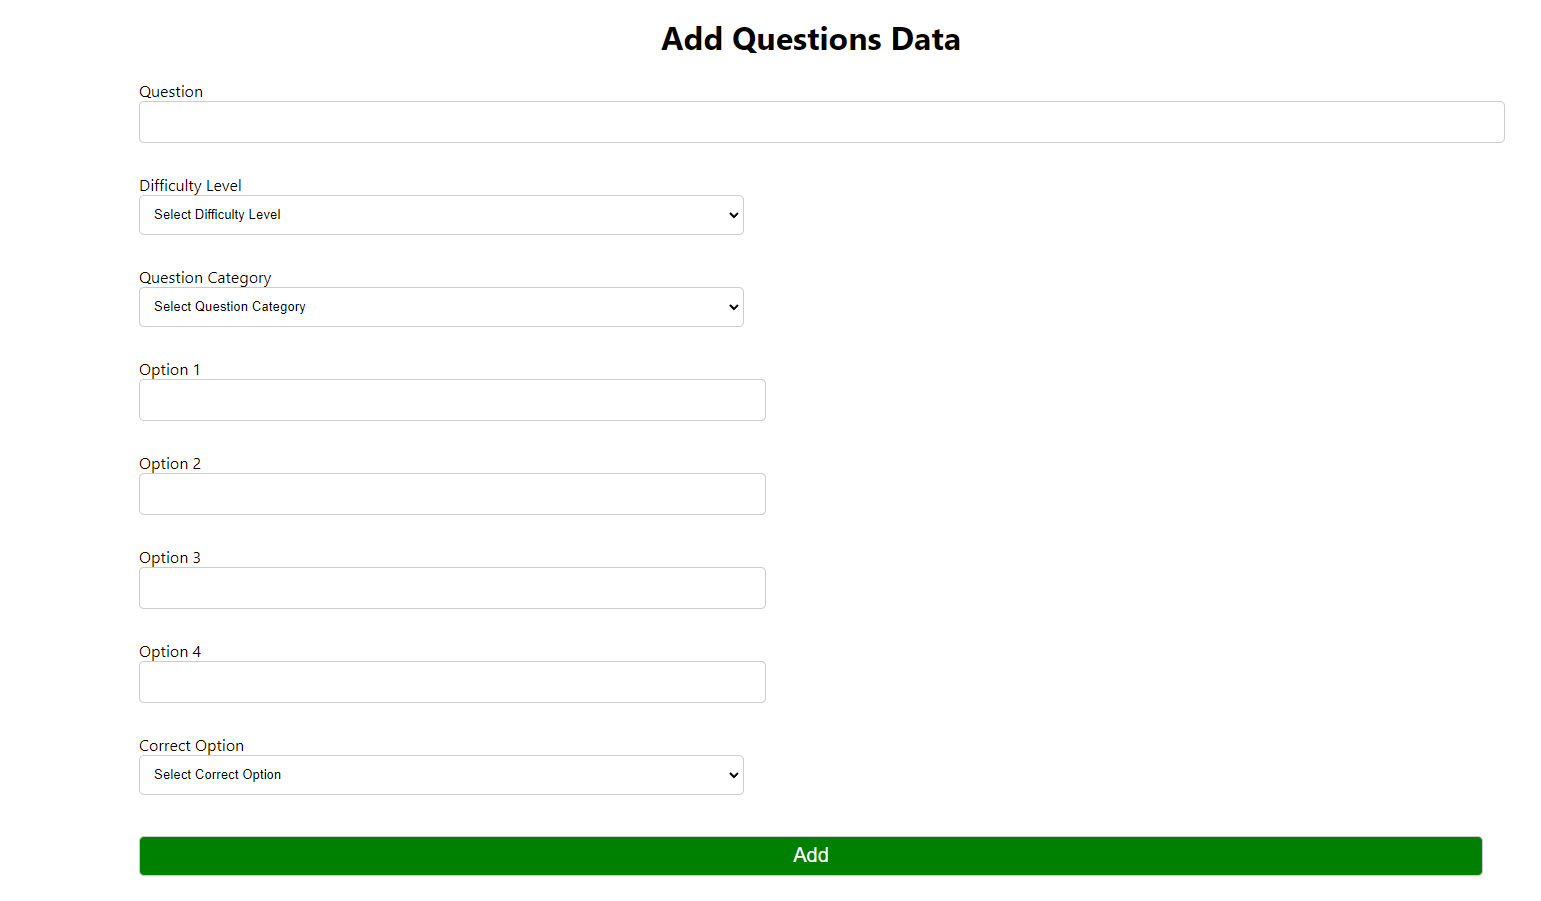 Add Questions Data
Question
Difficulty Level
Select Difficulty Level
Question Category
Select Question Category
Option 1
Option 2
Option 3
Option 4
Correct Option
Select Correct Option
Add